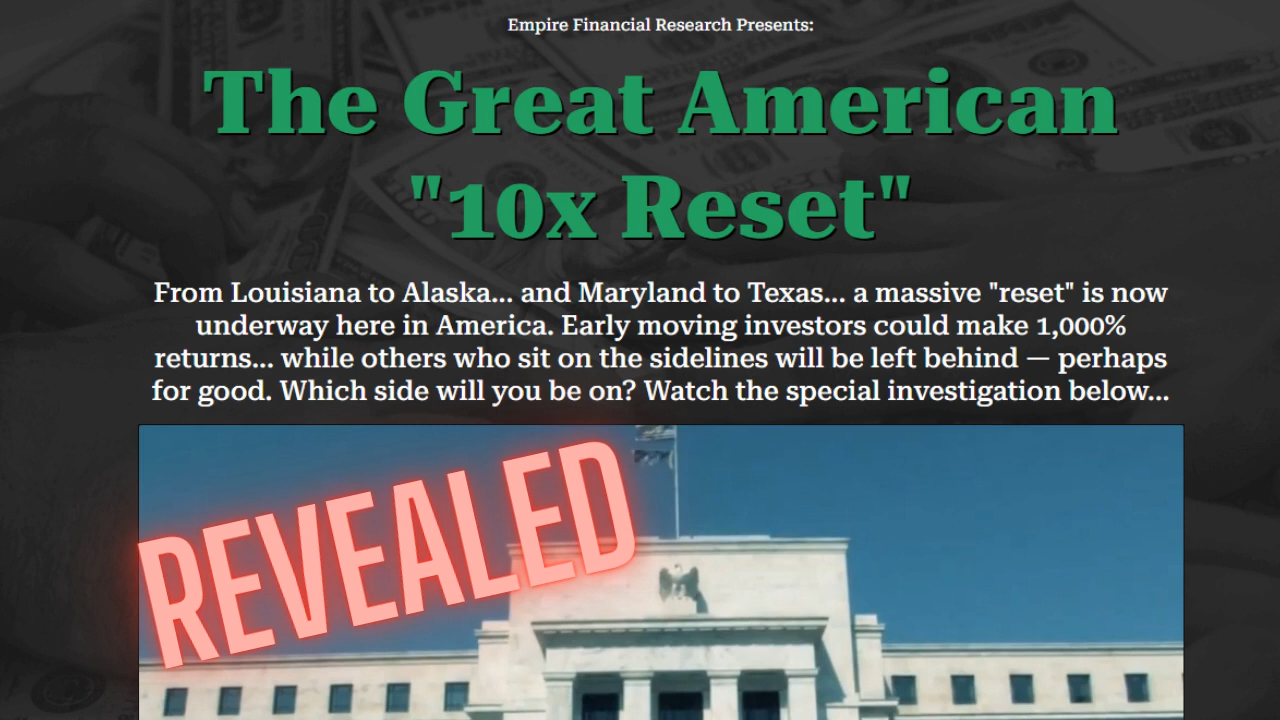 Empire Financial Research Presents:
The Great American
"10x Reset"
From Louisiana to Alaska... and Maryland to Texas... a massive "reset" is now
underway here in America. Early moving investors could make 1,000%
returns... while others who sit on the sidelines will be left behind — perhaps
for good. Which side will you be on? Watch the special investigation below...
REVEALED